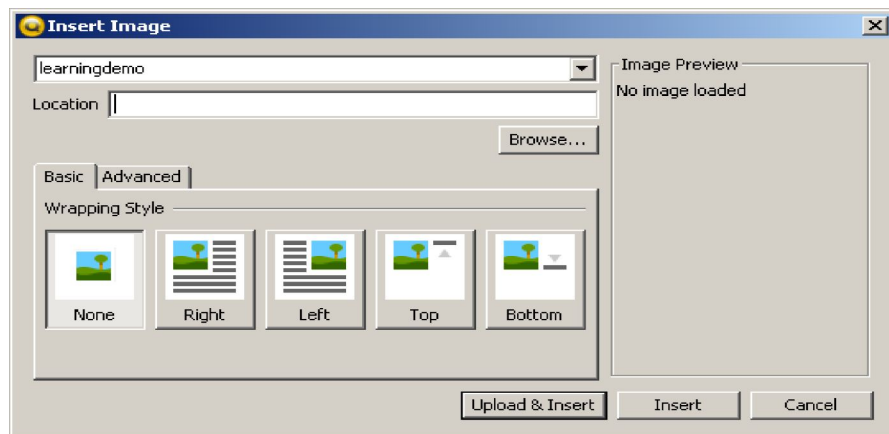 Insert Image
learningdemo
Location
Browse...
Basic Advanced
Wrapping Style
None Right Left Top Bottom
Image Preview
No image loaded
Upload & Insert Insert Cancel